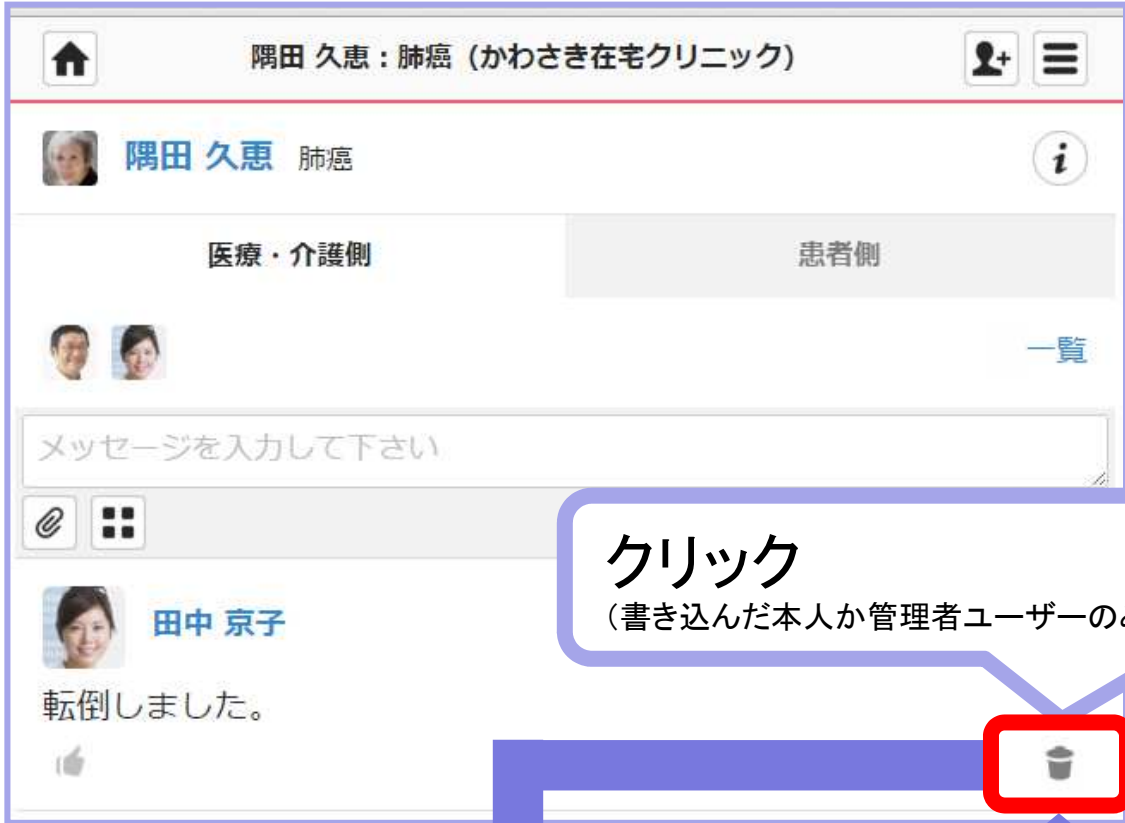 隅田 久恵:肺癌(かわさき在宅クリニック)
隅田 久恵 肺癌
i
医療・介護側 患者側
一覧
メッセージを入力して下さい
クリック
(書き込んだ本人か管理者ユーザーの
田中 京子
転倒しました。